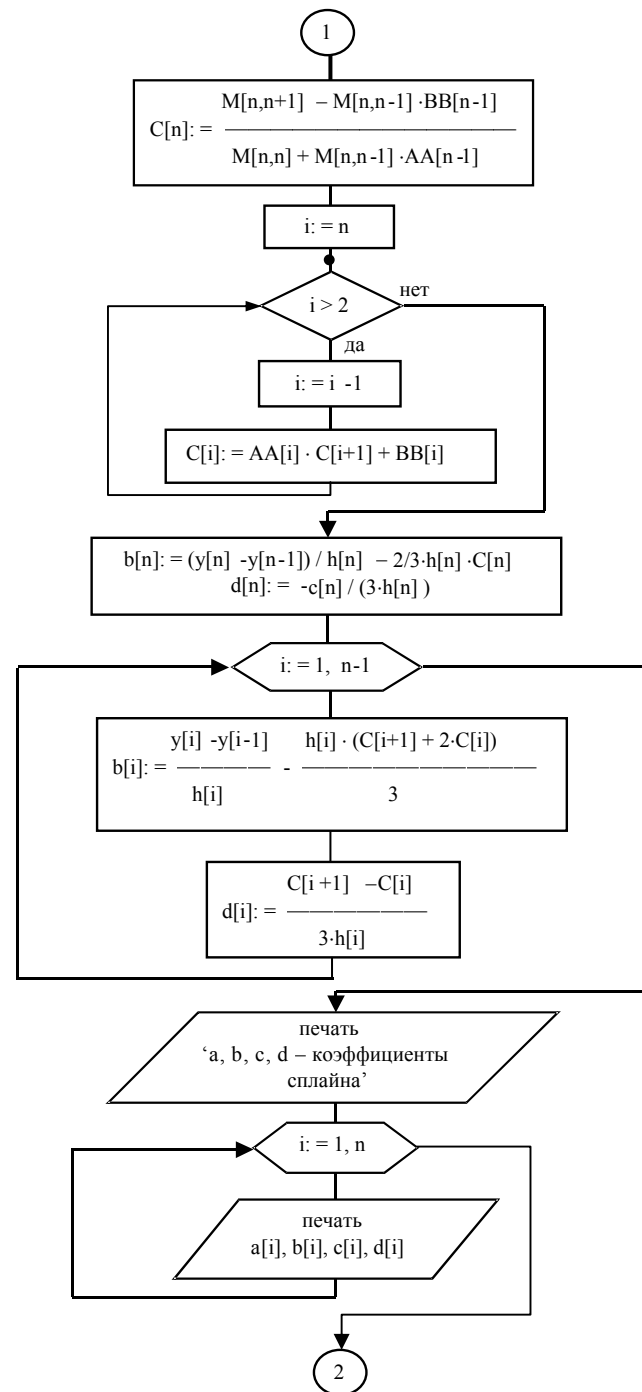 1
M[n,n+1] – M[n,n-1] ·BB[n-1]
C[n]: = ————————————
M[n,n] + M[n,n-1] ·AA[n-1]
i: = n
i > 2
нет
да
i: = i -1
C[i]: = AA[i] · C[i+1] + BB[i]
b[n]: = (y[n] -y[n-1]) / h[n] – 2/3·h[n] ·C[n]
d[n]: = -c[n] / (3·h[n] )
i: = 1, n-1
y[i] -y[i-1] h[i] · (C[i+1] + 2·C[i])
b[i]: = ————— - ——————————
h[i] 3
C[i +1] –C[i]
d[i]: = ——————
3·h[i]
печать
‘a, b, c, d – коэффициенты
сплайна’
i: = 1, n
печать
a[i], b[i], c[i], d[i]
2